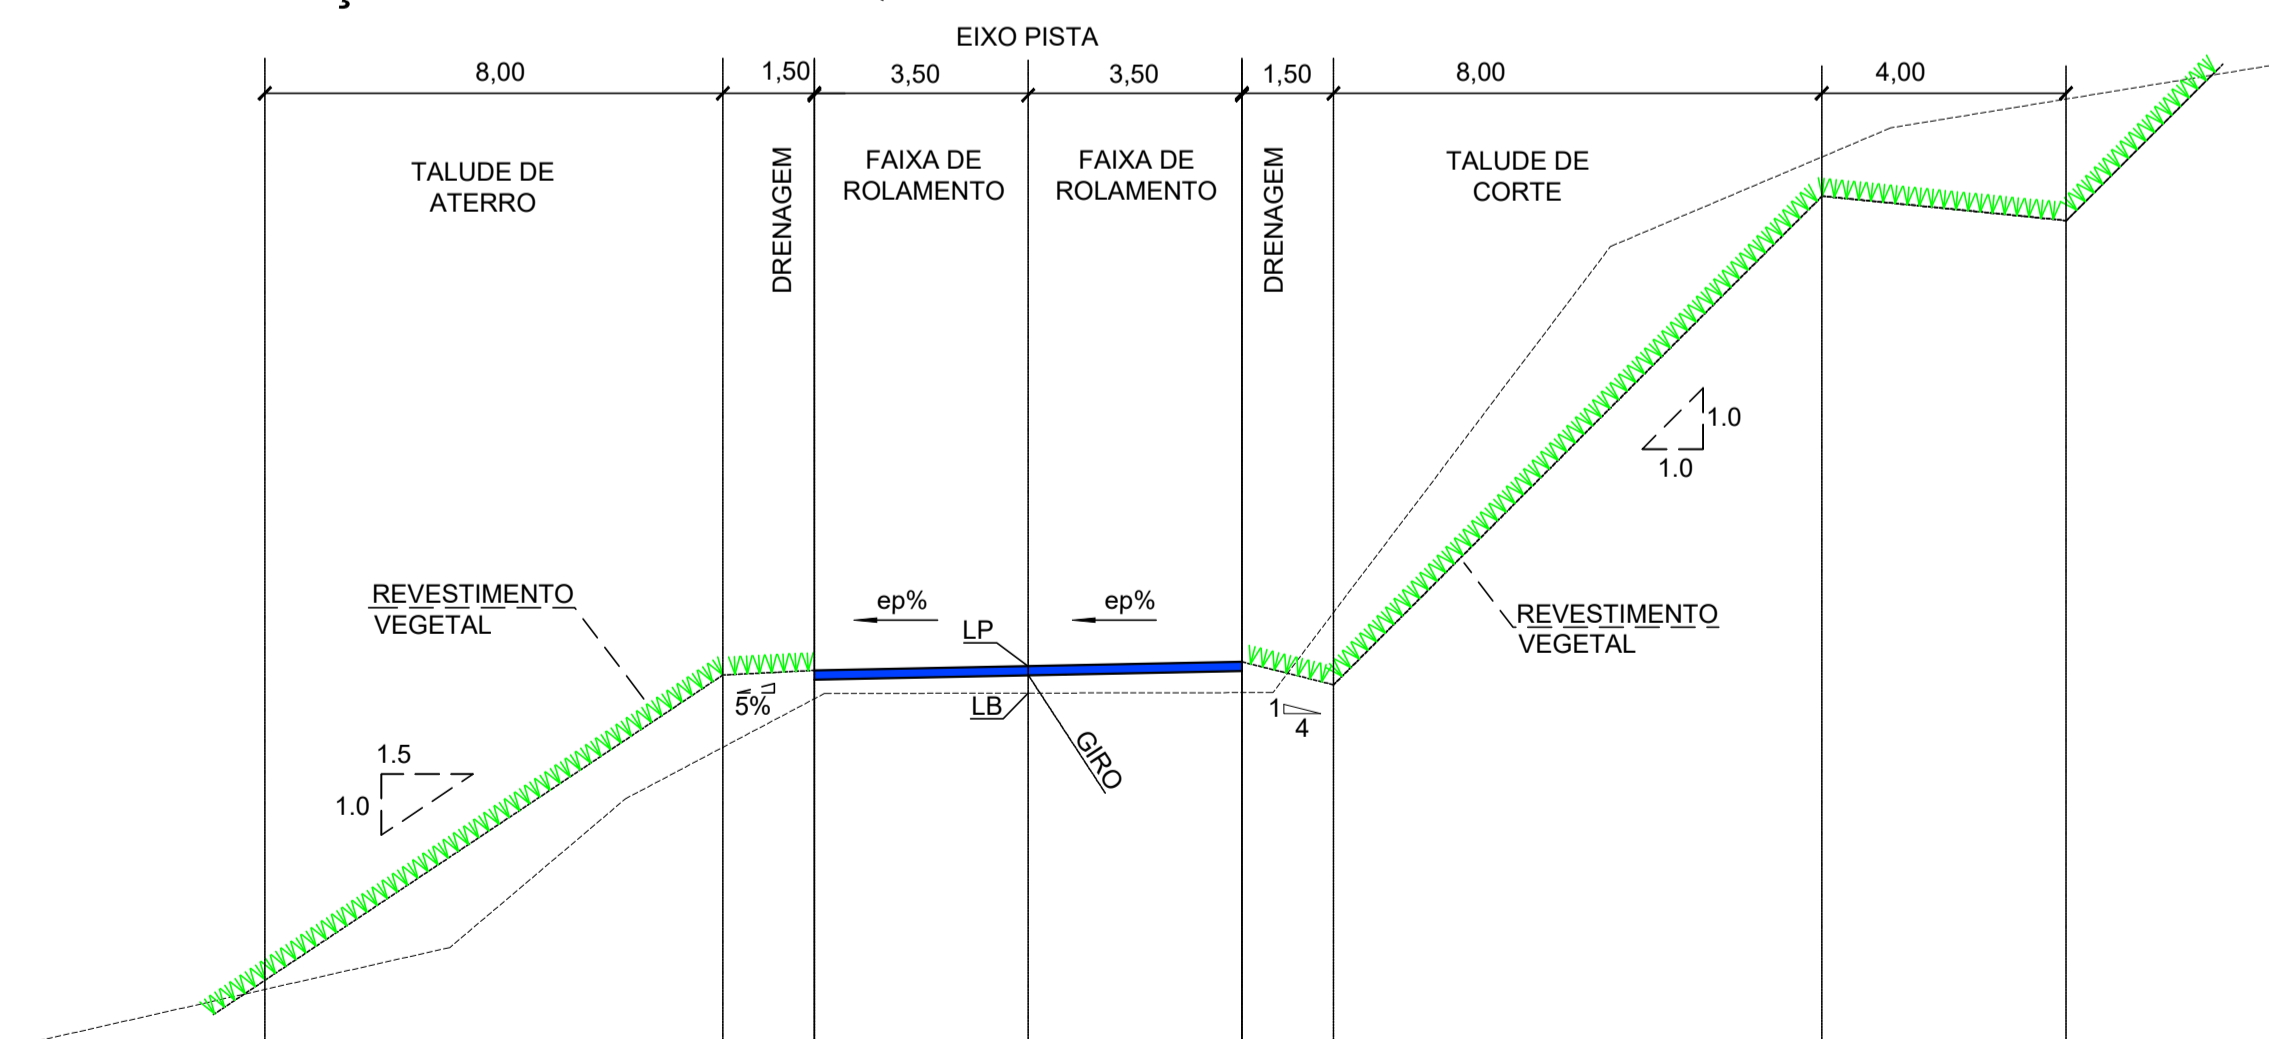 EIXO PISTA
8,00
1,50
3,50
3,50
1,50
8,00
4,00
TALUDE DE
ATERRO
DRENAGEM
FAIXA DE
ROLAMENTO
FAIXA DE
ROLAMENTO
DRENAGEM
TALUDE DE
CORTE
1.0
1.0
REVESTIMENTO
VEGETAL
ep%
ep%
LP
REVESTIMENTO
VEGETAL
5%
LB
1
4
GIRO
1.5
1.0